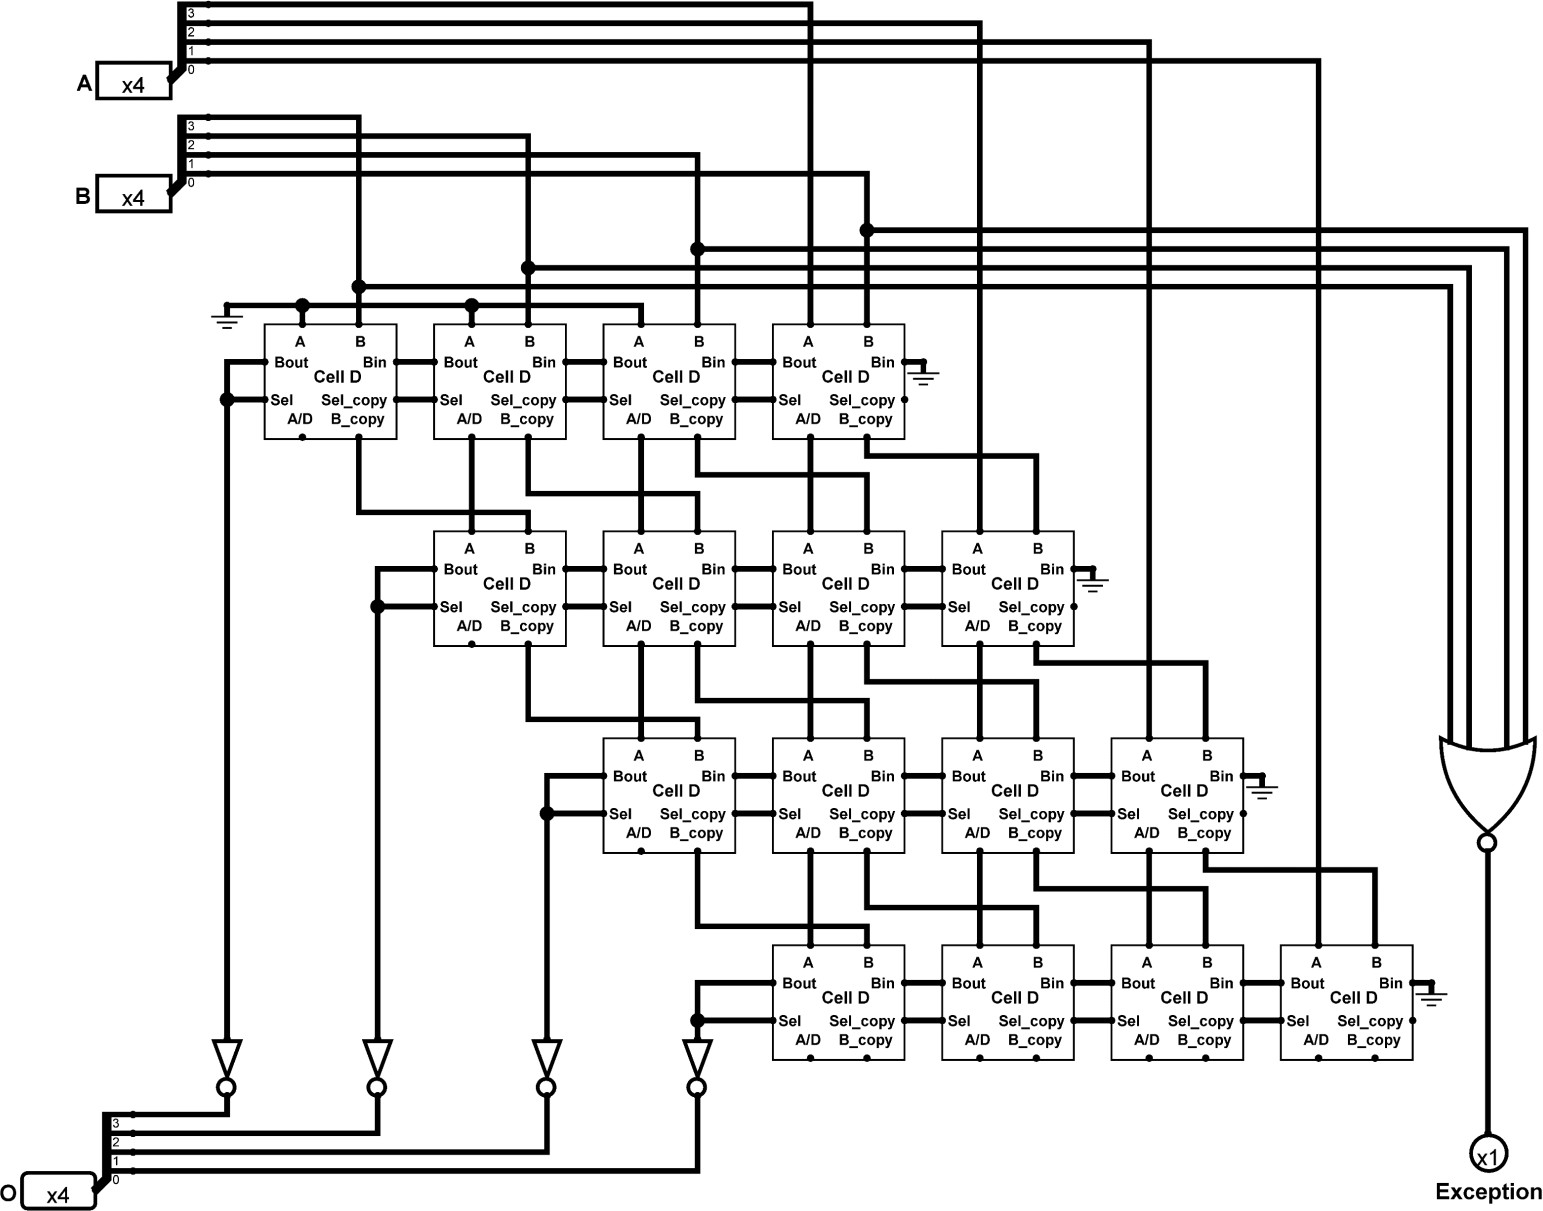 3
2
1
0
A x4
3
2
1
0
B x4
A B A B A B A B
Bout Bin Bout Bin Bout Bin Bout Bin
Cell D Cell D Cell D Cell D
Sel Sel_copy Sel Sel_copy Sel Sel_copy Sel Sel_copy
A/D B_copy A/D B_copy A/D B_copy A/D B_copy
A B A B A B A B
Bout Bin Bout Bin Bout Bin Bout Bin
Cell D Cell D Cell D Cell D
Sel Sel_copy Sel Sel_copy Sel Sel_copy Sel Sel_copy
A/D B_copy A/D B_copy A/D B_copy A/D B_copy
A B A B A B A B
Bout Bin Bout Bin Bout Bin Bout Bin
Cell D Cell D Cell D Cell D
Sel Sel_copy Sel Sel_copy Sel Sel_copy Sel Sel_copy
A/D B_copy A/D B_copy A/D B_copy A/D B_copy
A B A B A B A B
Bout Bin Bout Bin Bout Bin Bout Bin
Cell D Cell D Cell D Cell D
Sel Sel_copy Sel Sel_copy Sel Sel_copy Sel Sel_copy
A/D B_copy A/D B_copy A/D B_copy A/D B_copy
3
2
1
0
O x4
x1
Exception